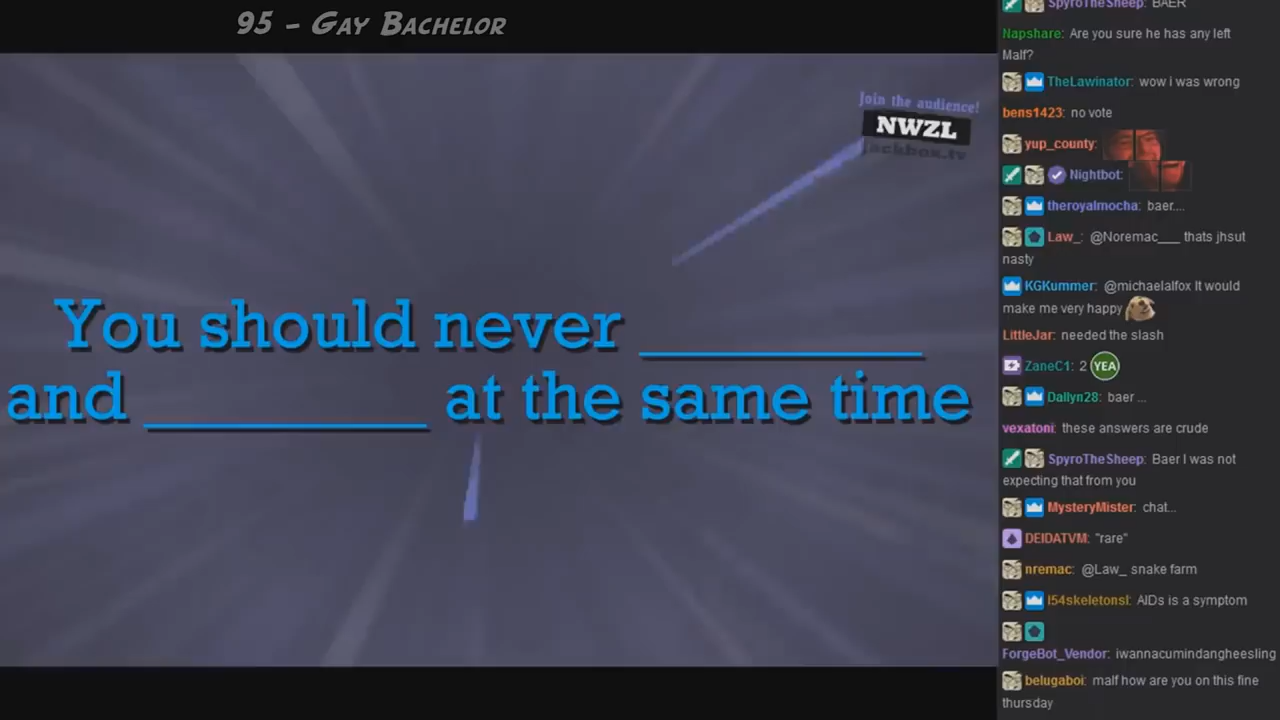 95 - Gay Bachelor
Join the audience!
NWZL
jackbox.tv
You should never ________
and ________ at the same time
SpyroTheSheep: BAER
Napshare: Are you sure he has any left
Malf?
TheLawinator: wow i was wrong
bens1423: no vote
yup_county:
Nightbot:
theroyalmocha: baer....
Law_: @Noremac___ thats jhsut
nasty
KGKummer: @michaelalfox It would
make me very happy
LittleJar: needed the slash
ZaneC1: 2 YEA
Dallyn28: baer ...
vexatoni: these answers are crude
SpyroTheSheep: Baer I was not
expecting that from you
MysteryMister: chat...
DEIDATVM: "rare"
nremac: @Law_ snake farm
I54skeletonsI: AIDs is a symptom
ForgeBot_Vendor: iwannacumindangheesling
belugaboi: malf how are you on this fine
thursday